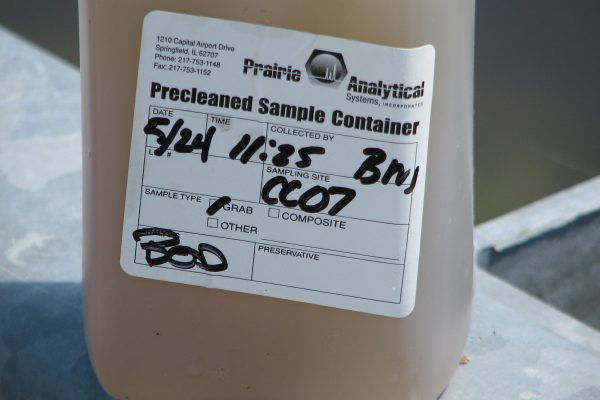 1210 Capital Airport Drive
Springfield, IL 62707
Phone: 217-753-1148
Fax: 217-753-1152
Prairie Analytical
Systems, INCORPORATED
Precleaned Sample Container
DATE TIME COLLECTED BY
5/24 11:25 BMJ
LOT # SAMPLING SITE
CC07
SAMPLE TYPE GRAB COMPOSITE
OTHER
BOD PRESERVATIVE